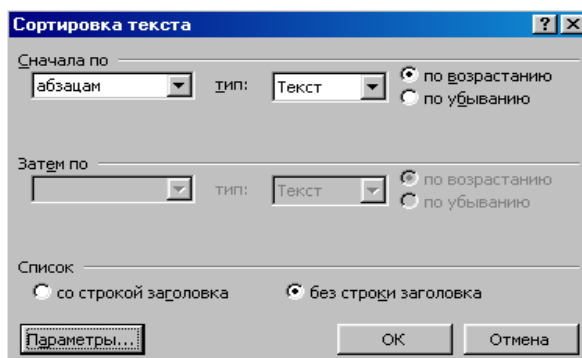 Сортировка текста
Сначала по
абзацам тип: Текст по возрастанию
по убыванию
Затем по
тип: Текст по возрастанию
по убыванию
Список
со строкой заголовка без строки заголовка
Параметры... ОК Отмена